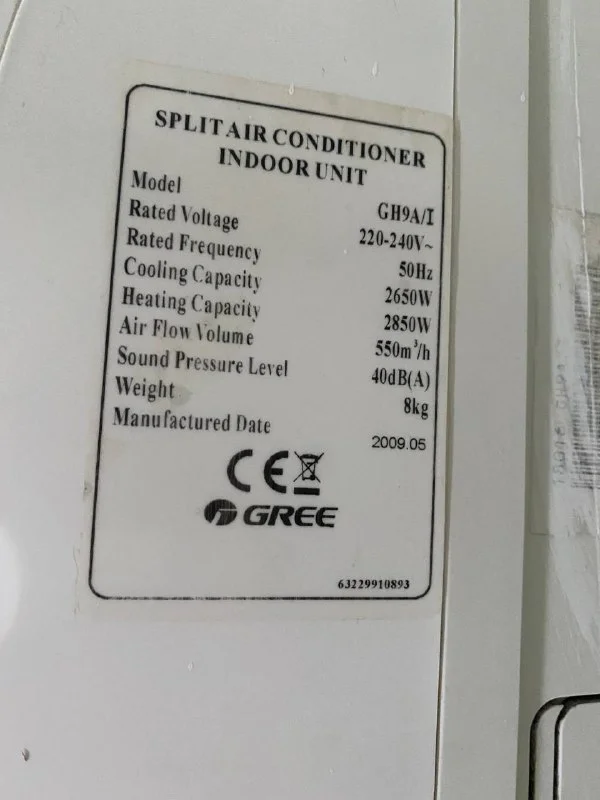 SPLIT AIR CONDITIONER
INDOOR UNIT
Model GH9A/I
Rated Voltage 220-240V~
Rated Frequency 50Hz
Cooling Capacity 2650W
Heating Capacity 2850W
Air Flow Volume 550m³/h
Sound Pressure Level 40dB(A)
Weight 8kg
Manufactured Date 2009.05
CE
GREE
63229910893